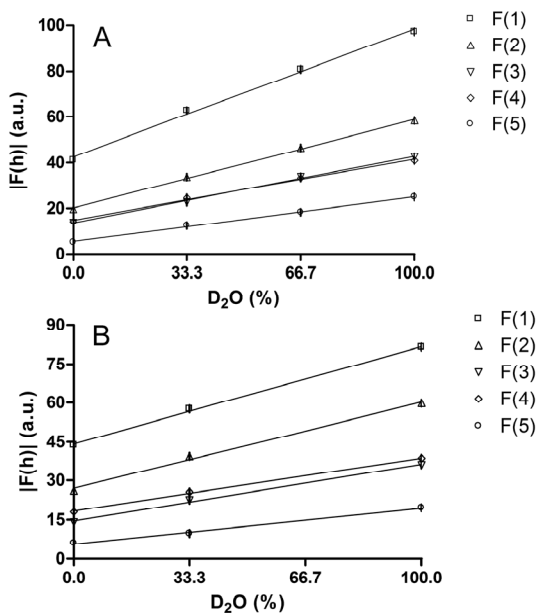 A
100
80
60
40
20
0
|F(h)| (a.u.)
0.0 33.3 66.7 100.0
D₂O (%)
F(1)
F(2)
F(3)
F(4)
F(5)
B
90
75
60
45
30
15
0
|F(h)| (a.u.)
0.0 33.3 66.7 100.0
D₂O (%)
F(1)
F(2)
F(3)
F(4)
F(5)